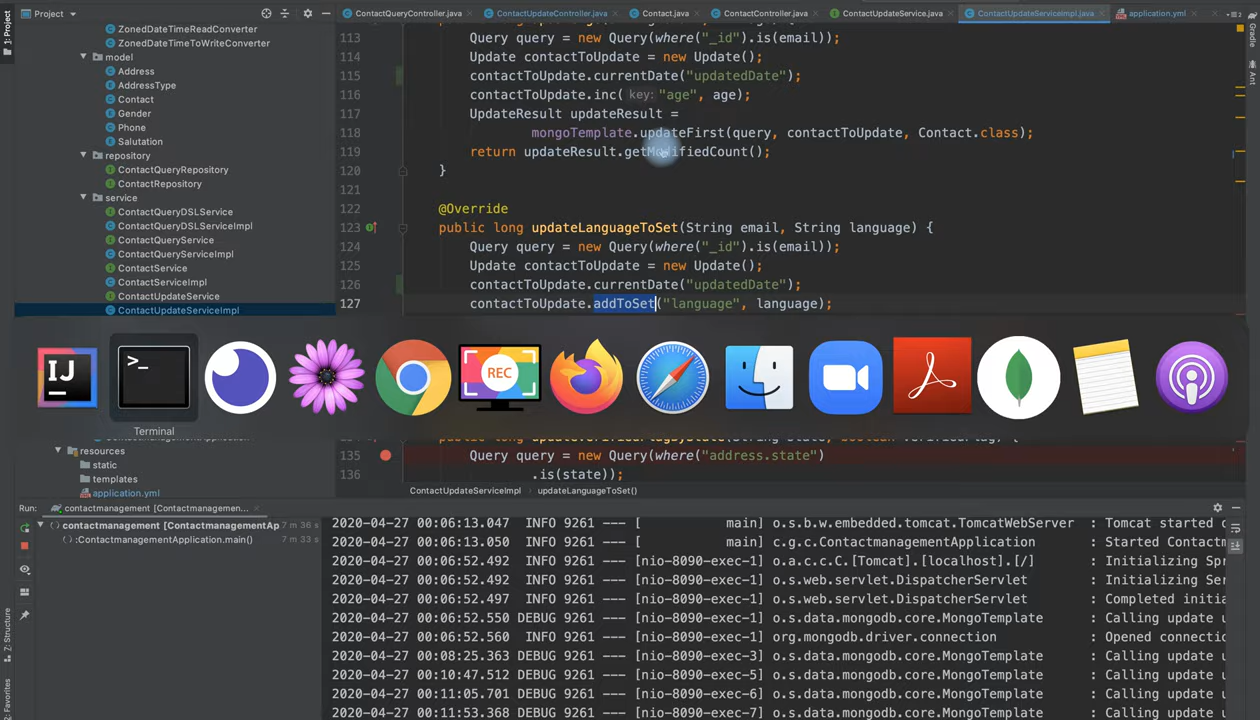 Project
ContactQueryController.java
ContactUpdateController.java
Contact.java
ContactController.java
ContactUpdateService.java
ContactUpdateServiceImpl.java
application.yml
1: Project
Gradle
Ant
ZonedDateTimeReadConverter
ZonedDateTimeToWriteConverter
model
Address
AddressType
Contact
Gender
Phone
Salutation
repository
ContactQueryRepository
ContactRepository
service
ContactQueryDSLService
ContactQueryDSLServiceImpl
ContactQueryService
ContactQueryServiceImpl
ContactService
ContactServiceImpl
ContactUpdateService
ContactUpdateServiceImpl
113 Query query = new Query(where("_id").is(email));
114 Update contactToUpdate = new Update();
115 contactToUpdate.currentDate("updatedDate");
116 contactToUpdate.inc( key: "age", age);
117 UpdateResult updateResult =
118 mongoTemplate.updateFirst(query, contactToUpdate, Contact.class);
119 return updateResult.getModifiedCount();
120 }
121
122 @Override
123 public long updateLanguageToSet(String email, String language) {
124 Query query = new Query(where("_id").is(email));
125 Update contactToUpdate = new Update();
126 contactToUpdate.currentDate("updatedDate");
127 contactToUpdate.addToSet("language", language);
IJ
>_
REC
Terminal
resources
static
templates
application.yml
135 Query query = new Query(where("address.state")
136 .is(state));
ContactUpdateServiceImpl
updateLanguageToSet()
Run:
contactmanagement [Contactmanagement...
contactmanagement [ContactmanagementAp 7 m 36 s
:ContactmanagementApplication.main() 7 m 33 s
Z: Structure
2: Favorites
2020-04-27 00:06:13.047 INFO 9261 --- [ main] o.s.b.w.embedded.tomcat.TomcatWebServer : Tomcat started o
2020-04-27 00:06:13.050 INFO 9261 --- [ main] c.g.c.ContactmanagementApplication : Started Contactm
2020-04-27 00:06:52.492 INFO 9261 --- [nio-8090-exec-1] o.a.c.c.C.[Tomcat].[localhost].[/] : Initializing Spr
2020-04-27 00:06:52.492 INFO 9261 --- [nio-8090-exec-1] o.s.web.servlet.DispatcherServlet : Initializing Ser
2020-04-27 00:06:52.497 INFO 9261 --- [nio-8090-exec-1] o.s.web.servlet.DispatcherServlet : Completed initia
2020-04-27 00:06:52.550 DEBUG 9261 --- [nio-8090-exec-1] o.s.data.mongodb.core.MongoTemplate : Calling update u
2020-04-27 00:06:52.560 INFO 9261 --- [nio-8090-exec-1] org.mongodb.driver.connection : Opened connectio
2020-04-27 00:08:25.363 DEBUG 9261 --- [nio-8090-exec-3] o.s.data.mongodb.core.MongoTemplate : Calling update u
2020-04-27 00:10:47.512 DEBUG 9261 --- [nio-8090-exec-5] o.s.data.mongodb.core.MongoTemplate : Calling update u
2020-04-27 00:11:05.701 DEBUG 9261 --- [nio-8090-exec-6] o.s.data.mongodb.core.MongoTemplate : Calling update u
2020-04-27 00:11:53.368 DEBUG 9261 --- [nio-8090-exec-7] o.s.data.mongodb.core.MongoTemplate : Calling update u